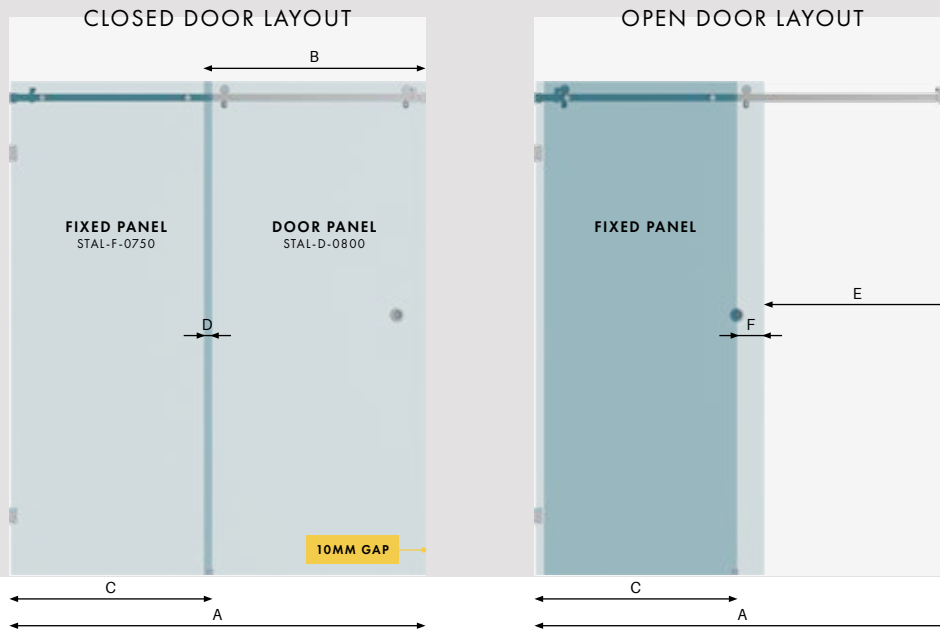 CLOSED DOOR LAYOUT
B
FIXED PANEL
STAL-F-0750
DOOR PANEL
STAL-D-0800
D
10MM GAP
C
A
OPEN DOOR LAYOUT
FIXED PANEL
E
F
C
A